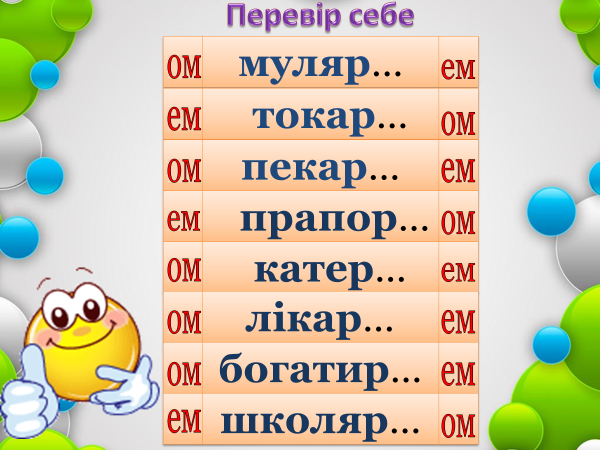 Перевір себе
ом муляр... ем
ем токар... ом
ом пекар... ем
ем прапор... ом
ом катер... ем
ом лікар... ем
ом богатир... ем
ем школяр... ом